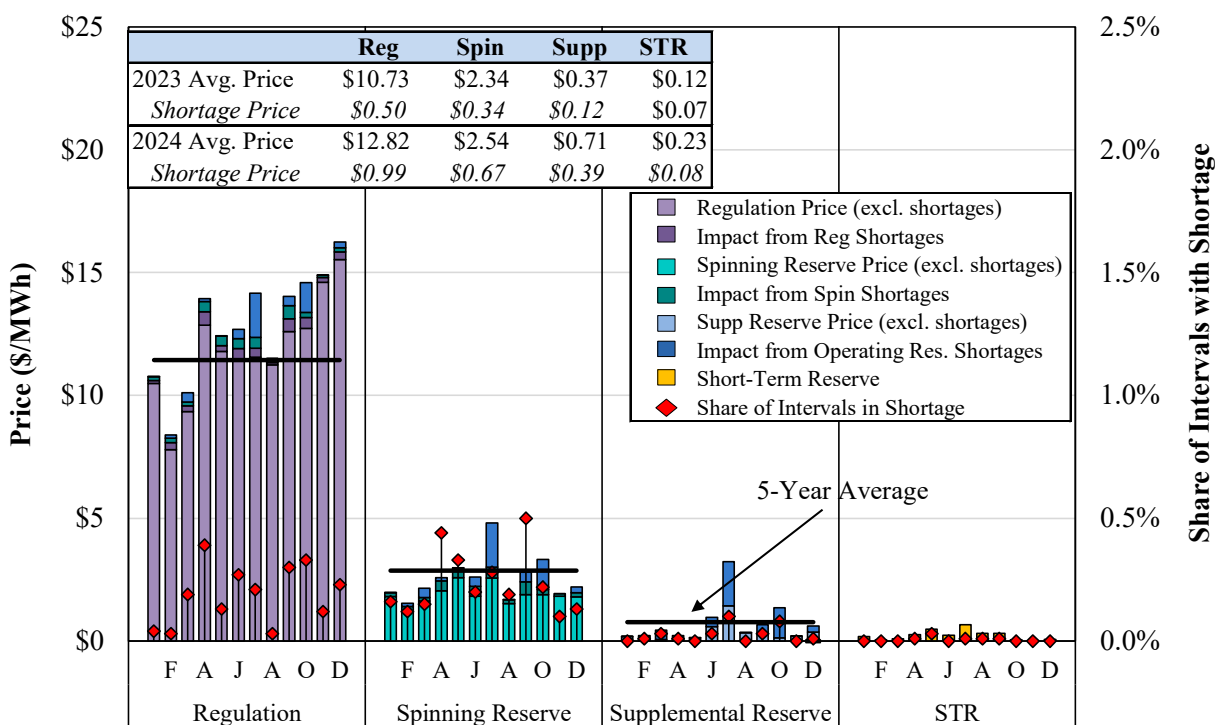 $25
$20
$15
$10
$5
$0
Price ($/MWh)
2.5%
2.0%
1.5%
1.0%
0.5%
0.0%
Share of Intervals with Shortage
Reg Spin Supp STR
2023 Avg. Price $10.73 $2.34 $0.37 $0.12
Shortage Price $0.50 $0.34 $0.12 $0.07
2024 Avg. Price $12.82 $2.54 $0.71 $0.23
Shortage Price $0.99 $0.67 $0.39 $0.08
Regulation Price (excl. shortages)
Impact from Reg Shortages
Spinning Reserve Price (excl. shortages)
Impact from Spin Shortages
Supp Reserve Price (excl. shortages)
Impact from Operating Res. Shortages
Short-Term Reserve
Share of Intervals in Shortage
5-Year Average
F A J A O D F A J A O D F A J A O D F A J A O D
Regulation Spinning Reserve Supplemental Reserve STR